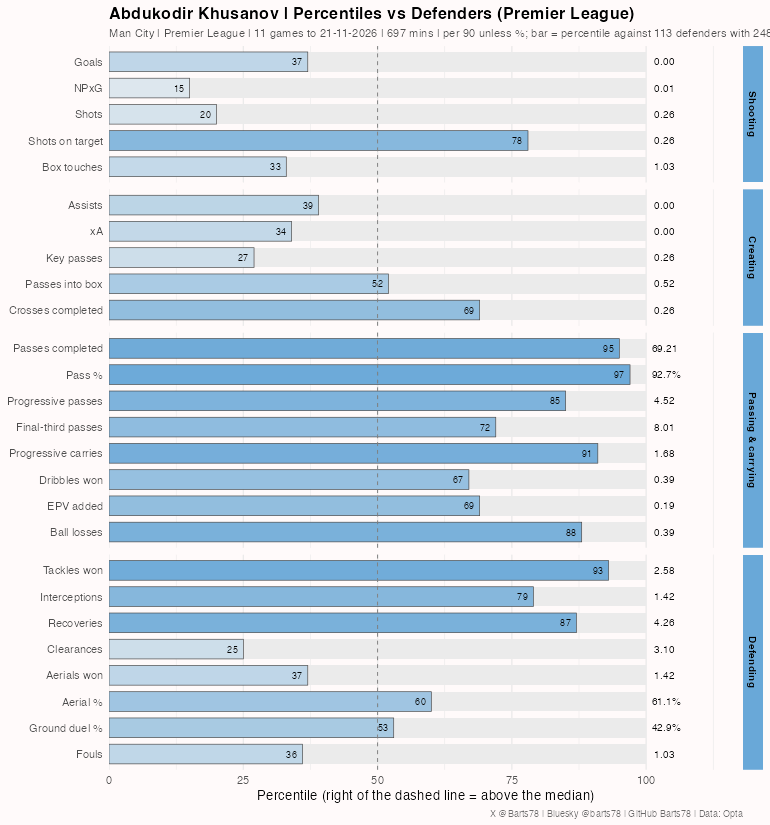 Abdukodir Khusanov | Percentiles vs Defenders (Premier League)
Man City | Premier League | 11 games to 21-11-2026 | 697 mins | per 90 unless %; bar = percentile against 113 defenders with 248
Goals 37 0.00
NPxG 15 0.01
Shots 20 0.26
Shots on target 78 0.26
Box touches 33 1.03
Shooting
Assists 39 0.00
xA 34 0.00
Key passes 27 0.26
Passes into box 52 0.52
Crosses completed 69 0.26
Creating
Passes completed 95 69.21
Pass % 97 92.7%
Progressive passes 85 4.52
Final-third passes 72 8.01
Progressive carries 91 1.68
Dribbles won 67 0.39
EPV added 69 0.19
Ball losses 88 0.39
Passing & carrying
Tackles won 93 2.58
Interceptions 79 1.42
Recoveries 87 4.26
Clearances 25 3.10
Aerials won 37 1.42
Aerial % 60 61.1%
Ground duel % 53 42.9%
Fouls 36 1.03
Defending
0 25 50 75 100
Percentile (right of the dashed line = above the median)
X @Barts78 | Bluesky @barts78 | GitHub Barts78 | Data: Opta